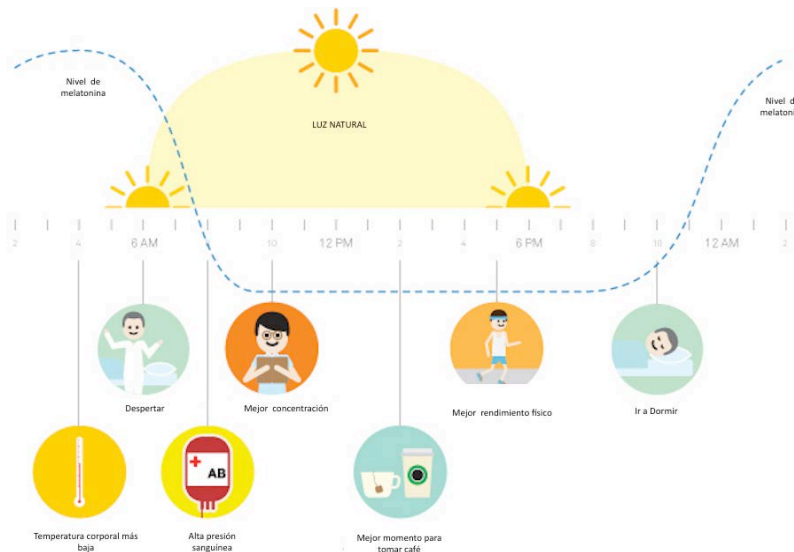 Nivel de
melatonina
LUZ NATURAL
Nivel d
melatoni
2 4 6 AM 8 10 12 PM 2 4 6 PM 8 10 12 AM 2
AB
Despertar
Mejor concentración
Mejor rendimiento físico
Ir a Dormir
Temperatura corporal más
baja
Alta presión
sanguínea
Mejor momento para
tomar café